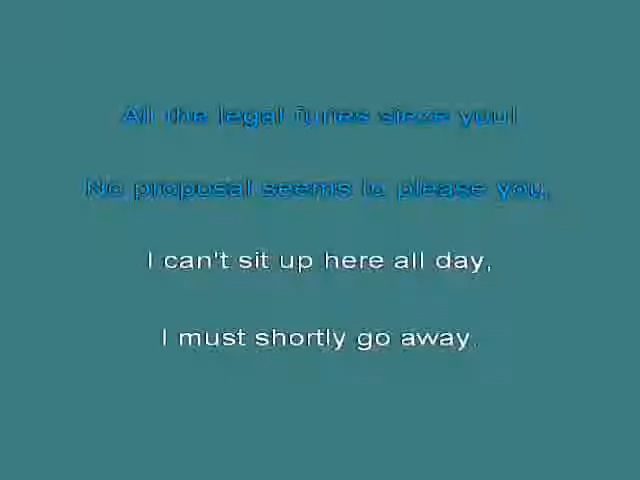 All the legal furies sieze you!
No proposal seems to please you,
I can't sit up here all day,
I must shortly go away.